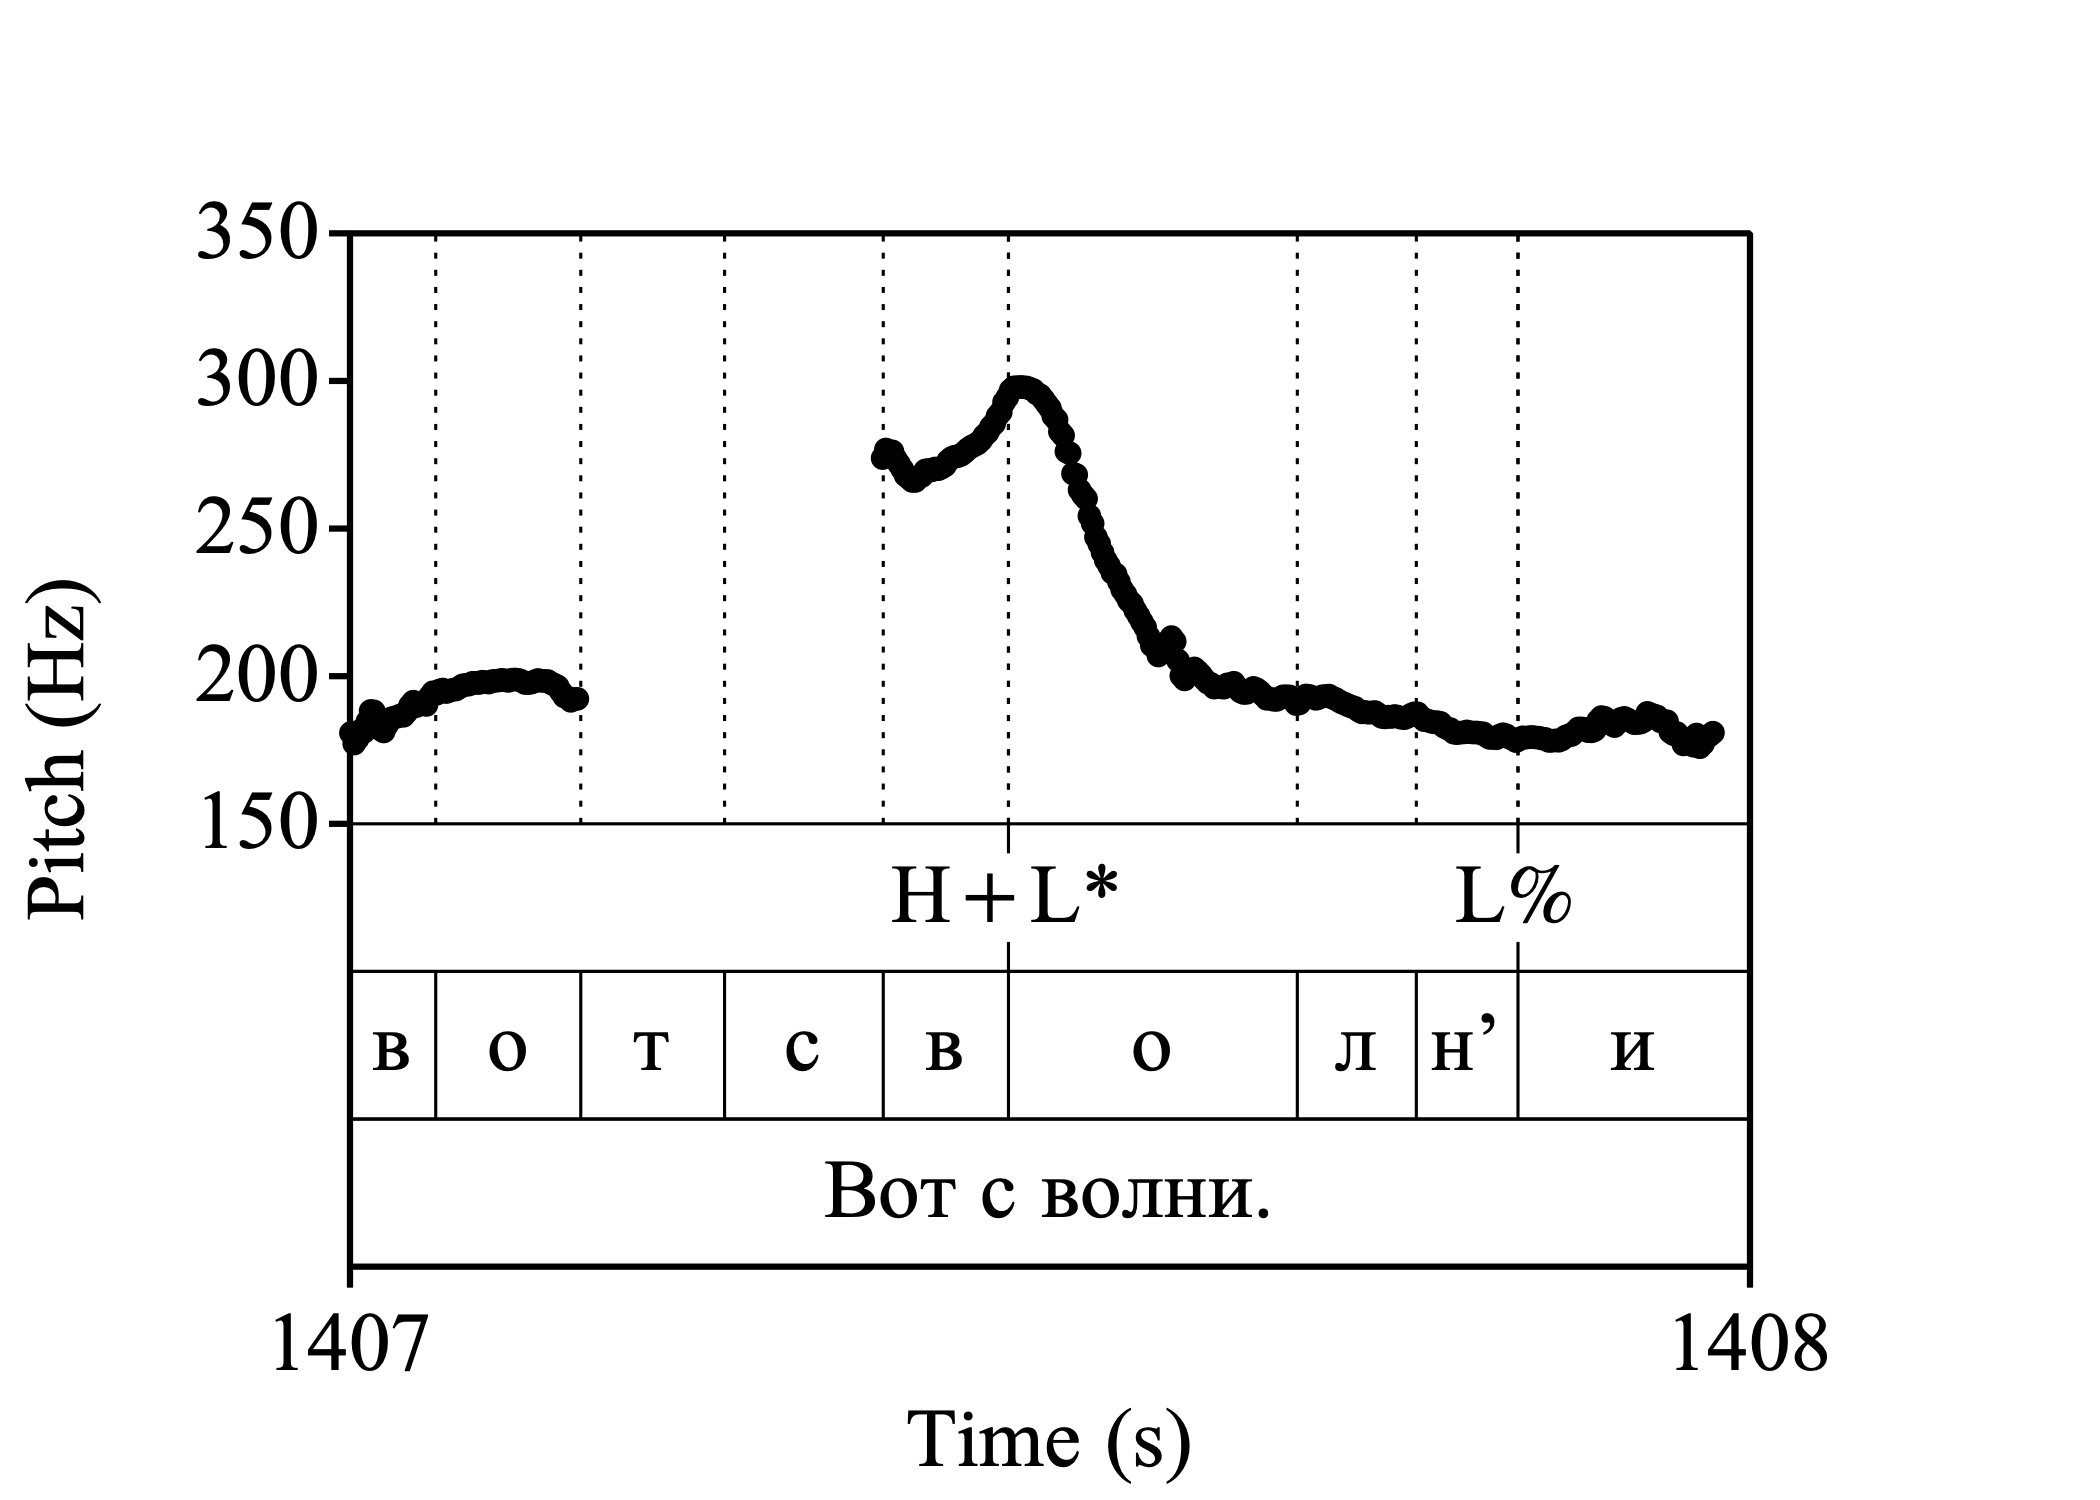 350
300
250
200
150
Pitch (Hz)
H+L* L%
в о т с в о л н’ и
Вот с волни.
1407 1408
Time (s)